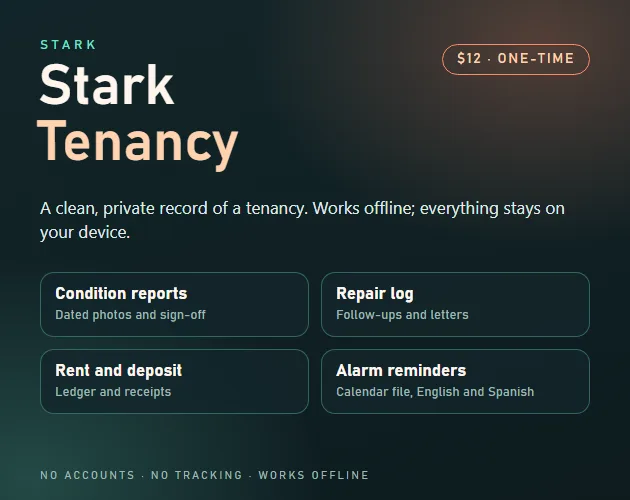 STARK
Stark
Tenancy
$12 · ONE-TIME
A clean, private record of a tenancy. Works offline; everything stays on
your device.
Condition reports
Dated photos and sign-off
Repair log
Follow-ups and letters
Rent and deposit
Ledger and receipts
Alarm reminders
Calendar file, English and Spanish
NO ACCOUNTS · NO TRACKING · WORKS OFFLINE